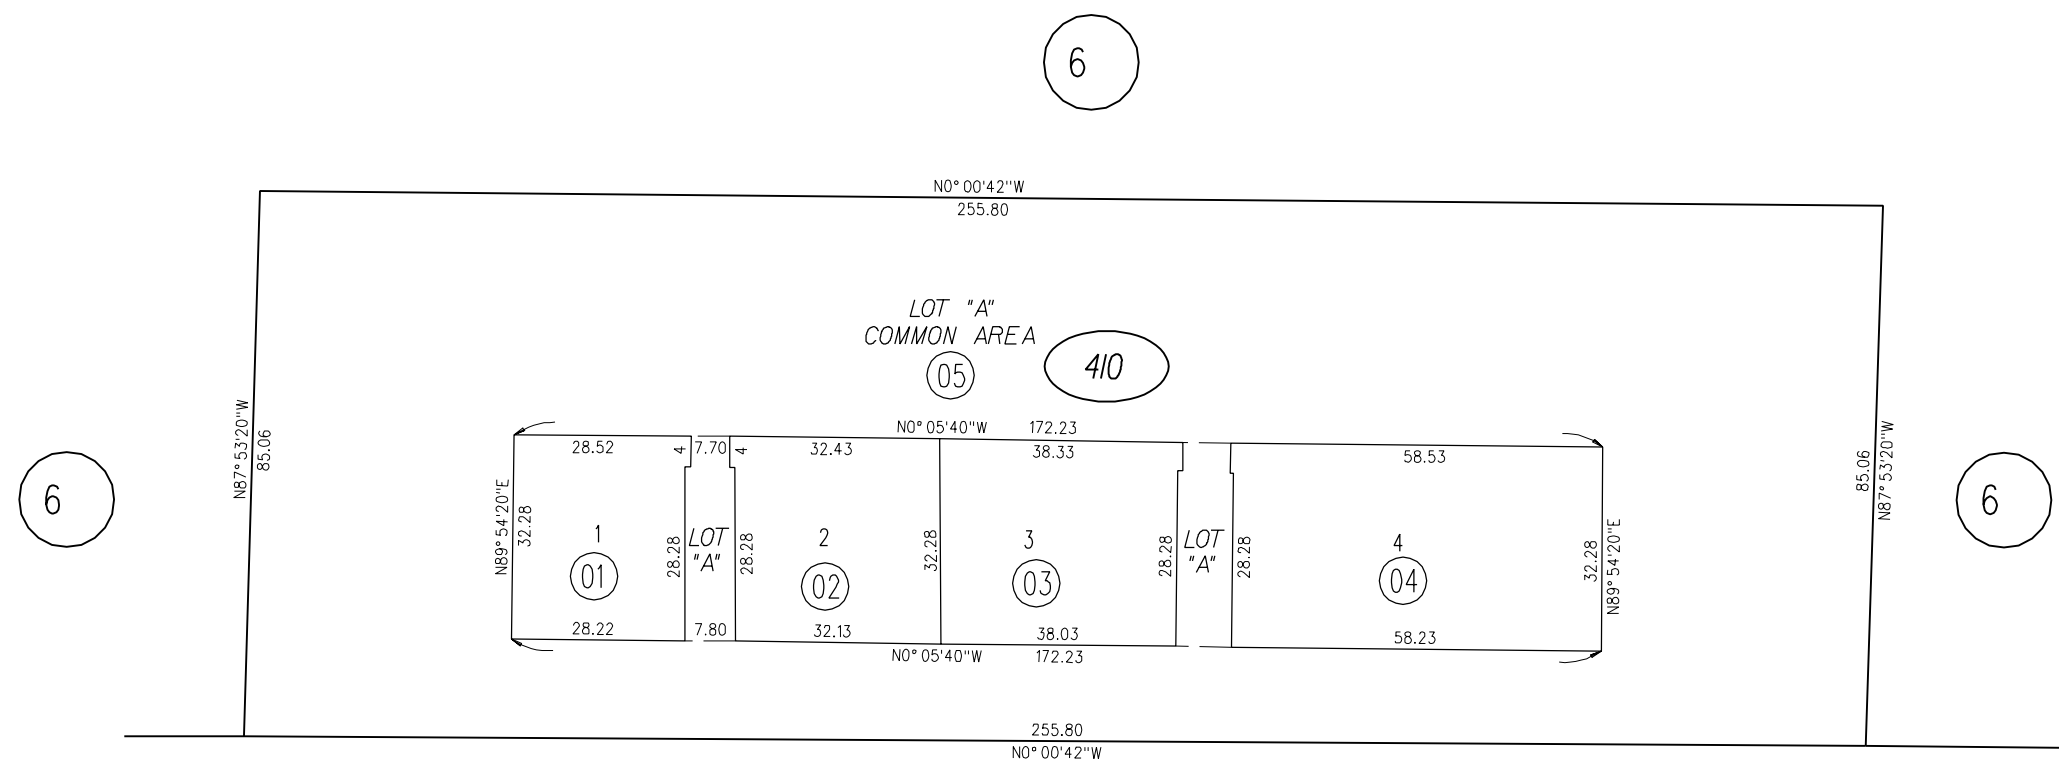 6
N0° 00'42"W
255.80
LOT "A"
COMMON AREA
05
410
N87° 53'20"W
85.06
N0° 05'40"W 172.23
28.52
4
7.70
4
32.43
38.33
58.53
85.06
N87° 53'20"W
6
6
N89° 54'20"E
32.28
1
01
28.28
LOT
"A"
28.28
2
02
32.28
3
03
28.28
LOT
"A"
28.28
4
04
32.28
N89° 54'20"E
28.22
7.80
32.13
38.03
58.23
N0° 05'40"W 172.23
255.80
N0° 00'42"W